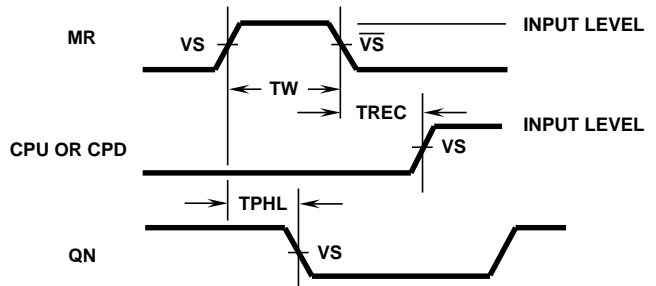 INPUT LEVEL
MR
VS
VS
TW
TREC
INPUT LEVEL
CPU OR CPD
VS
TPHL
QN
VS